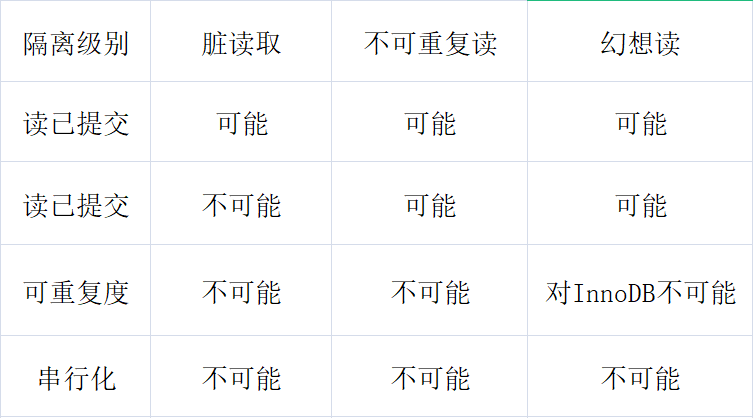 隔离级别 脏读取 不可重复读 幻想读
读已提交 可能 可能 可能
读已提交 不可能 可能 可能
可重复度 不可能 不可能 对InnoDB不可能
串行化 不可能 不可能 不可能